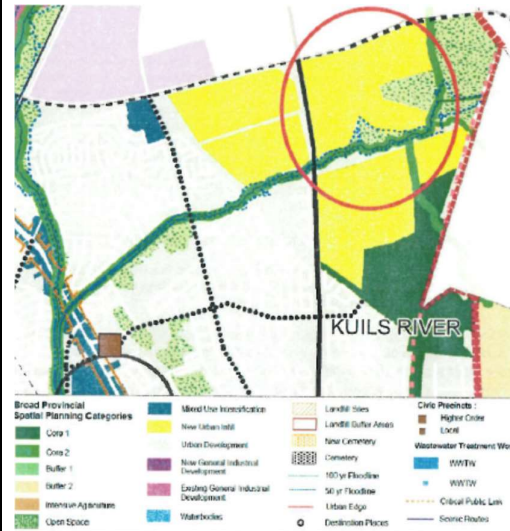 KUILS RIVER
Broad Provincial
Spatial Planning Categories
Core 1
Core 2
Buffer 1
Buffer 2
Intensive Agriculture
Open Space
Mixed Use Intensification
New Urban Infill
Urban Development
New General Industrial
Development
Existing General Industrial
Development
Waterbodies
Landfill Sites
Landfill Buffer Areas
New Cemetery
Cemetery
100 yr Floodline
50 yr Floodline
Urban Edge
Destination Places
Civic Precincts :
Higher Order
Local
Wastewater Treatment Wo
WWTW
WWTW
Critical Public Link
Scenic Routes